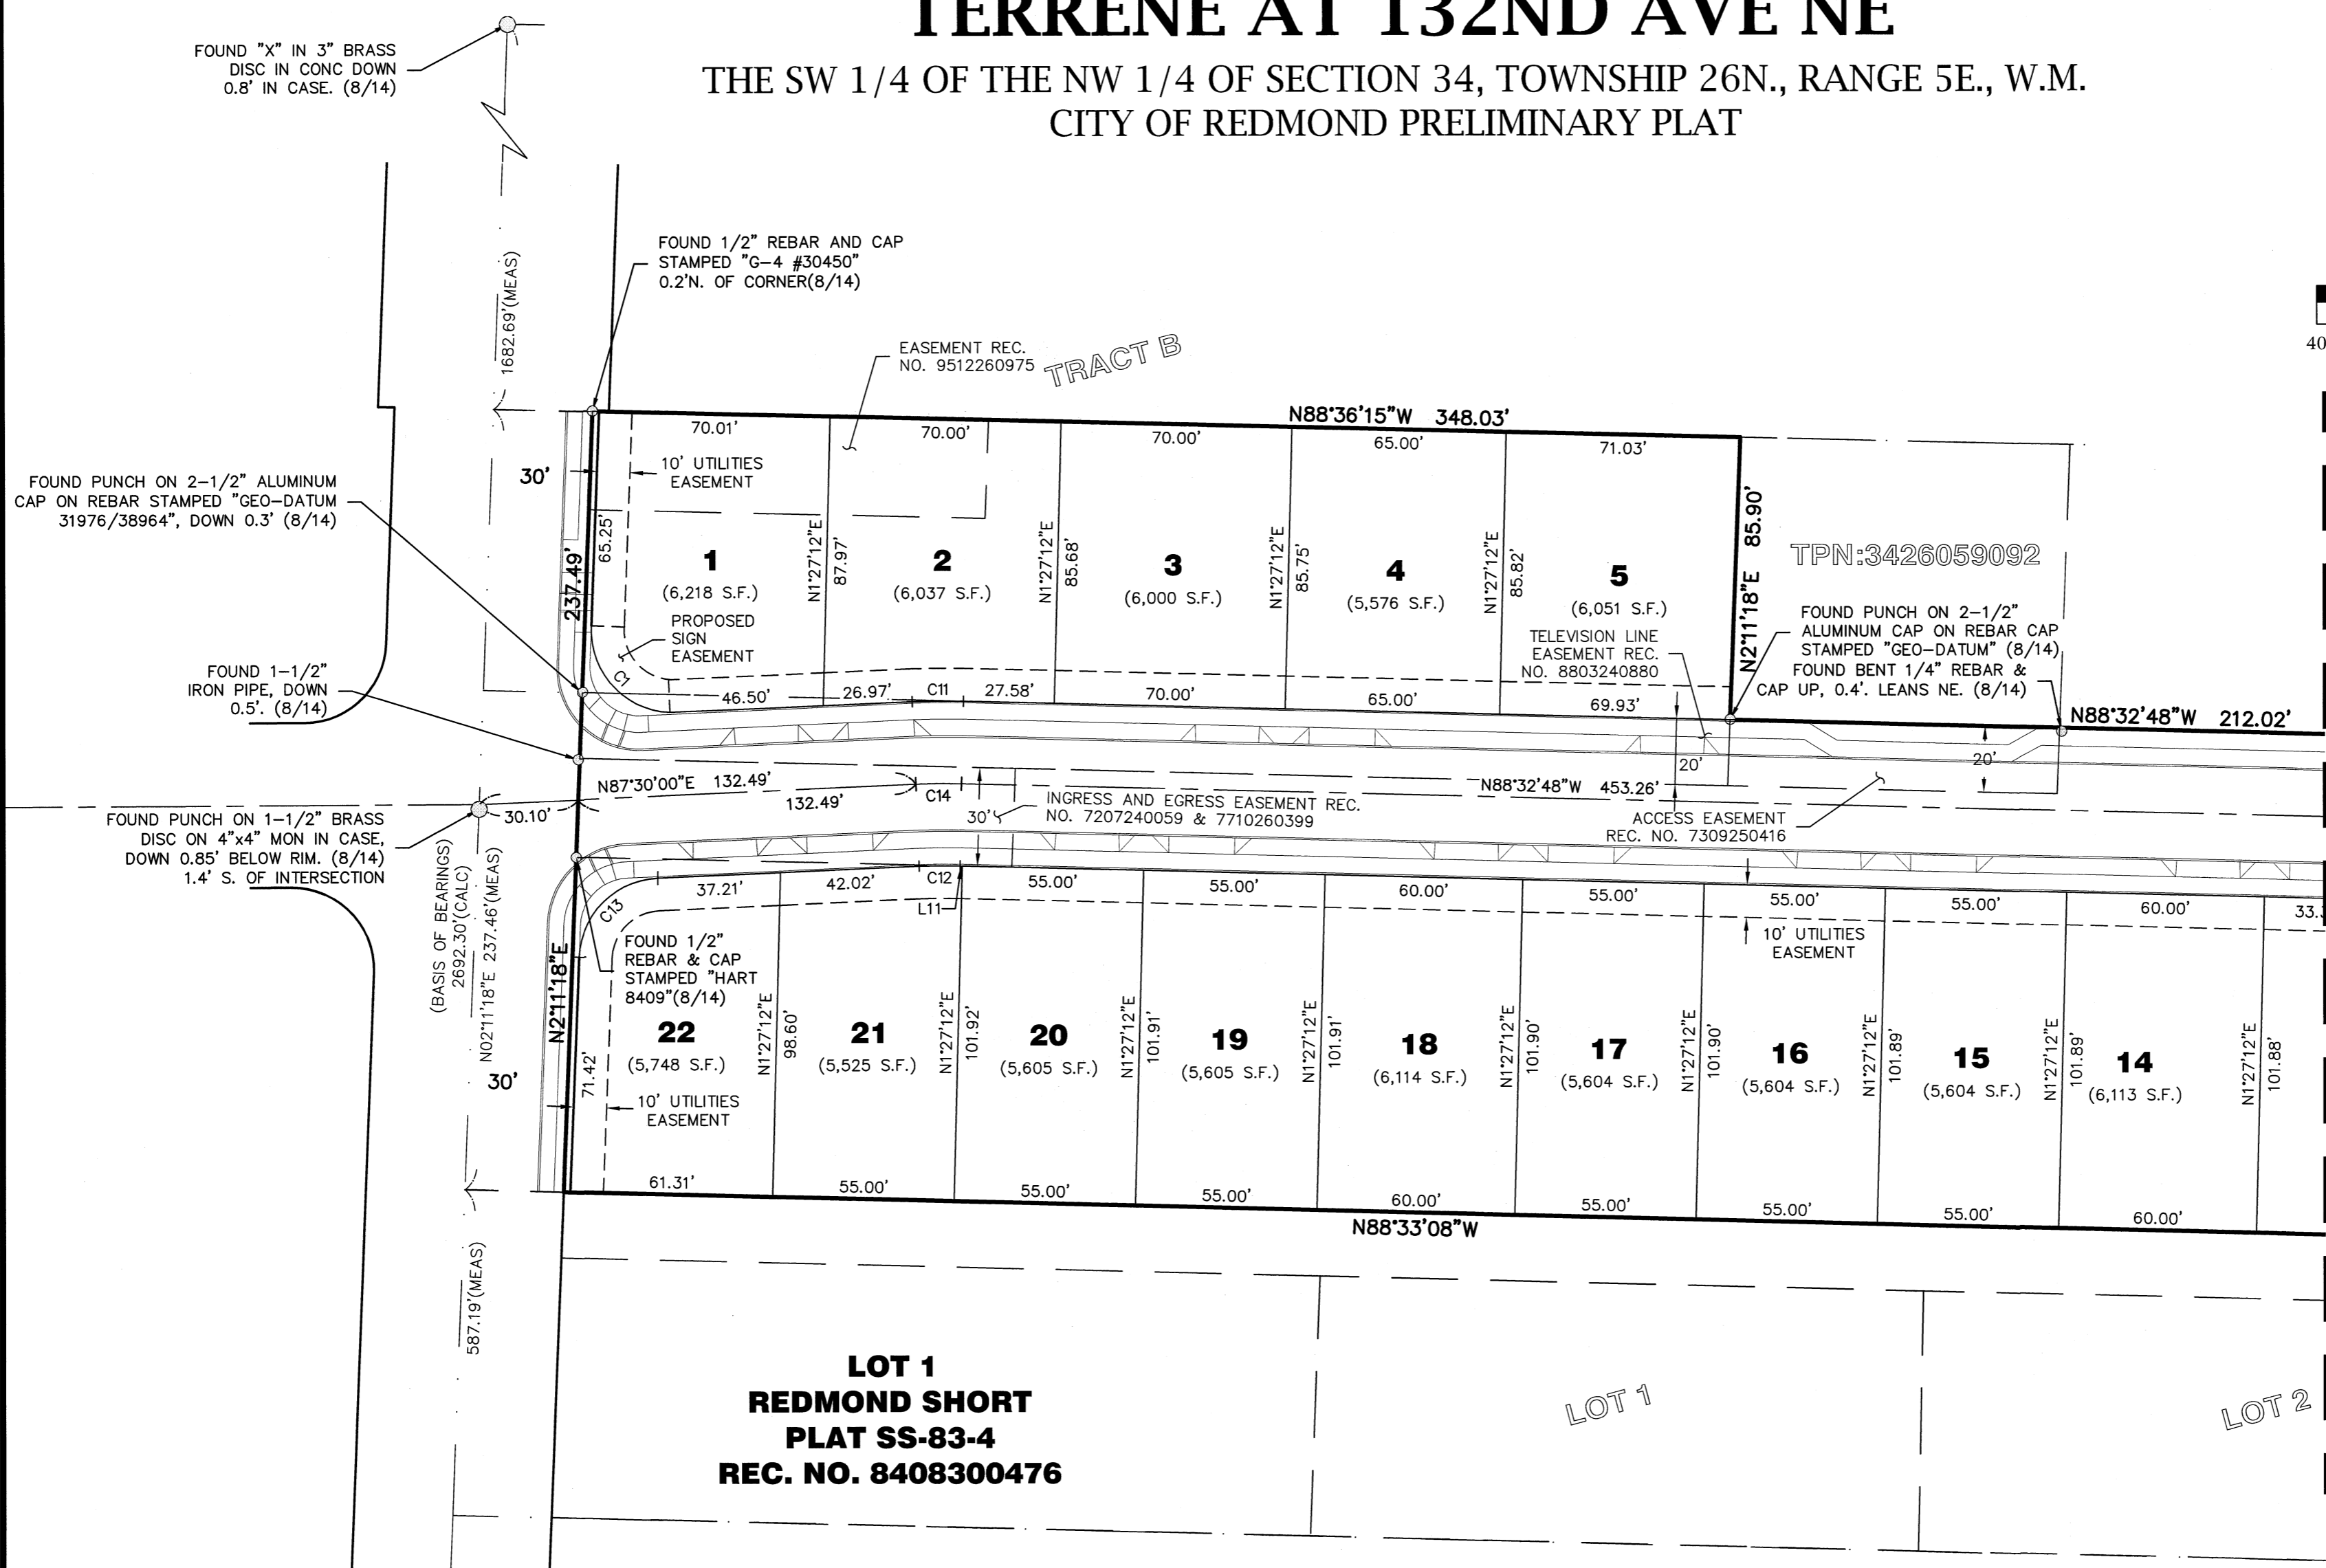 TERRENE AT 132ND AVE NE
THE SW 1/4 OF THE NW 1/4 OF SECTION 34, TOWNSHIP 26N., RANGE 5E., W.M.
CITY OF REDMOND PRELIMINARY PLAT
FOUND "X" IN 3" BRASS
DISC IN CONC DOWN
0.8' IN CASE. (8/14)
1682.69'(MEAS)
FOUND 1/2" REBAR AND CAP
STAMPED "G-4 #30450"
0.2'N. OF CORNER(8/14)
EASEMENT REC.
NO. 9512260975
TRACT B
40
N88°36'15"W 348.03'
70.01'
70.00'
70.00'
65.00'
71.03'
30'
10' UTILITIES
EASEMENT
FOUND PUNCH ON 2-1/2" ALUMINUM
CAP ON REBAR STAMPED "GEO-DATUM
31976/38964", DOWN 0.3' (8/14)
237.49'
65.25'
1
(6,218 S.F.)
N1°27'12"E
87.97'
2
(6,037 S.F.)
N1°27'12"E
85.68'
3
(6,000 S.F.)
N1°27'12"E
85.75'
4
(5,576 S.F.)
N1°27'12"E
85.82'
5
(6,051 S.F.)
N2°11'18"E 85.90'
TPN:3426059092
PROPOSED
SIGN
EASEMENT
TELEVISION LINE
EASEMENT REC.
NO. 8803240880
FOUND PUNCH ON 2-1/2"
ALUMINUM CAP ON REBAR CAP
STAMPED "GEO-DATUM" (8/14)
FOUND BENT 1/4" REBAR &
CAP UP, 0.4'. LEANS NE. (8/14)
FOUND 1-1/2"
IRON PIPE, DOWN
0.5'. (8/14)
C1
46.50'
26.97'
C11
27.58'
70.00'
65.00'
69.93'
N88°32'48"W 212.02'
20'
20'
N87°30'00"E 132.49'
132.49'
C14
N88°32'48"W 453.26'
30.10'
30'
INGRESS AND EGRESS EASEMENT REC.
NO. 7207240059 & 7710260399
ACCESS EASEMENT
REC. NO. 7309250416
FOUND PUNCH ON 1-1/2" BRASS
DISC ON 4"x4" MON IN CASE,
DOWN 0.85' BELOW RIM. (8/14)
1.4' S. OF INTERSECTION
(BASIS OF BEARINGS)
2692.30'(CALC)
N02°11'18"E 237.46'(MEAS)
C13
37.21'
42.02'
C12
L11
55.00'
55.00'
60.00'
55.00'
55.00'
55.00'
60.00'
33.
10' UTILITIES
EASEMENT
FOUND 1/2"
REBAR & CAP
STAMPED "HART
8409"(8/14)
N2°11'18"E
30'
71.42'
22
(5,748 S.F.)
N1°27'12"E
98.60'
21
(5,525 S.F.)
N1°27'12"E
101.92'
20
(5,605 S.F.)
N1°27'12"E
101.91'
19
(5,605 S.F.)
N1°27'12"E
101.91'
18
(6,114 S.F.)
N1°27'12"E
101.90'
17
(5,604 S.F.)
N1°27'12"E
101.90'
16
(5,604 S.F.)
N1°27'12"E
101.89'
15
(5,604 S.F.)
N1°27'12"E
101.89'
14
(6,113 S.F.)
N1°27'12"E
101.88'
10' UTILITIES
EASEMENT
61.31'
55.00'
55.00'
55.00'
60.00'
55.00'
55.00'
55.00'
60.00'
N88°33'08"W
587.19'(MEAS)
LOT 1
REDMOND SHORT
PLAT SS-83-4
REC. NO. 8408300476
LOT 1
LOT 2